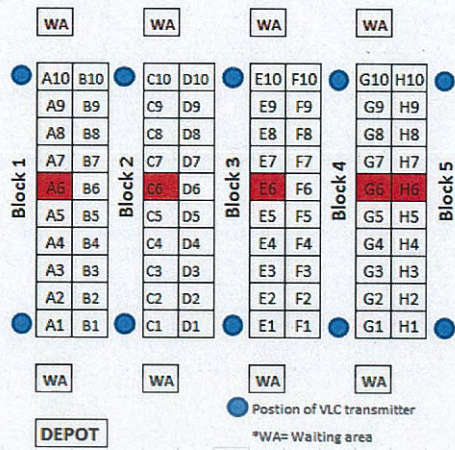 WA WA WA WA
A10 B10 C10 D10 E10 F10 G10 H10
A9 B9 C9 D9 E9 F9 G9 H9
A8 B8 C8 D8 E8 F8 G8 H8
A7 B7 C7 D7 E7 F7 G7 H7
A6 B6 C6 D6 E6 F6 G6 H6
A5 B5 C5 D5 E5 F5 G5 H5
A4 B4 C4 D4 E4 F4 G4 H4
A3 B3 C3 D3 E3 F3 G3 H3
A2 B2 C2 D2 E2 F2 G2 H2
A1 B1 C1 D1 E1 F1 G1 H1
Block 1
Block 2
Block 3
Block 4
Block 5
WA WA WA WA
Postion of VLC transmitter
DEPOT
*WA= Waiting area